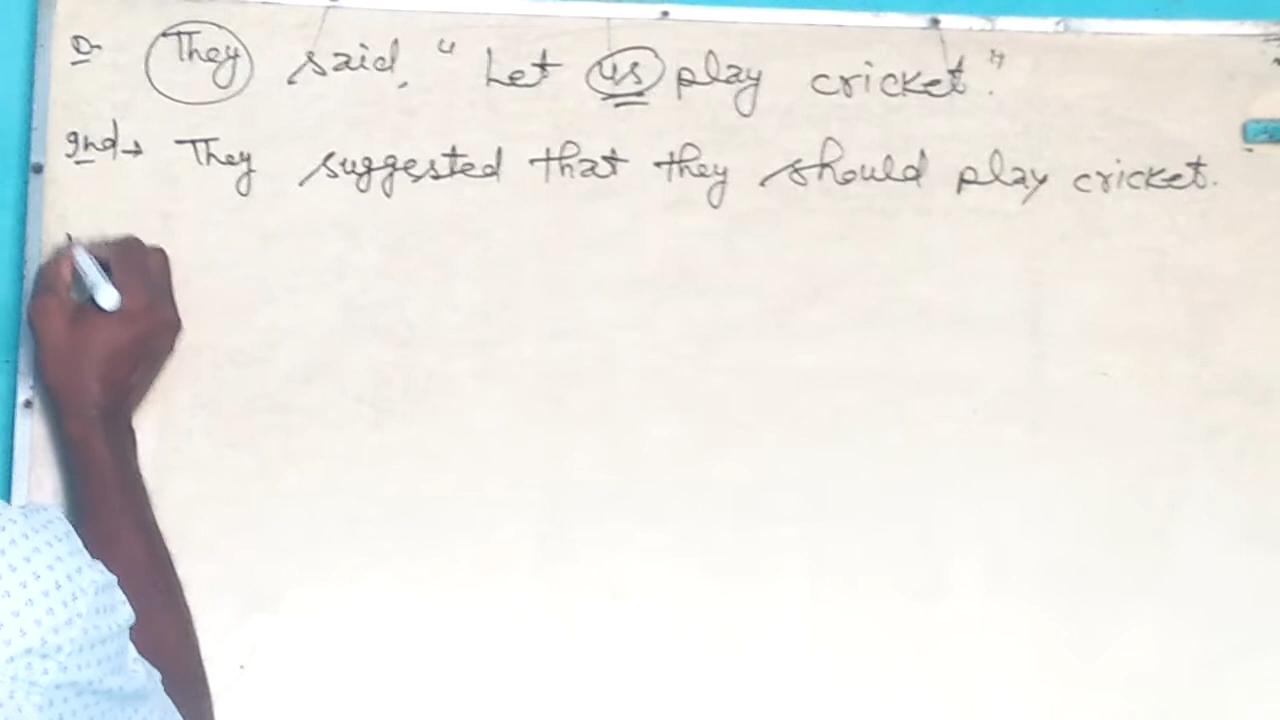 D They said, "Let us play cricket."
Ind→ They suggested that they should play cricket.